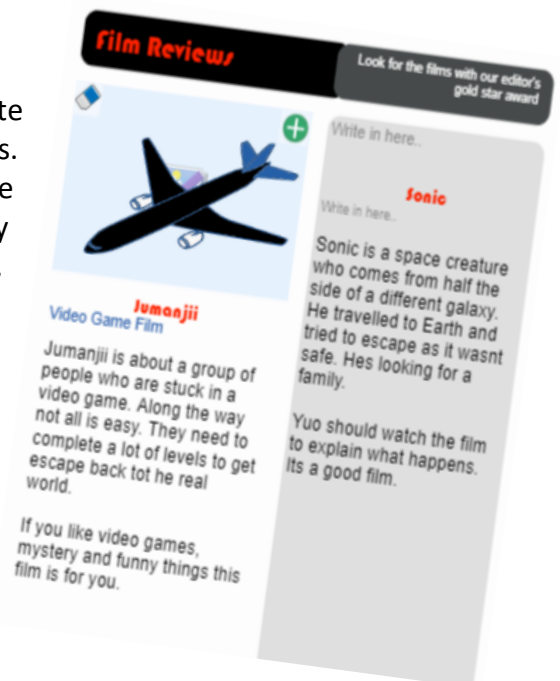 te
s.
e
y
Film Reviews
Look for the films with our editor's
gold star award
Jumanjii
Video Game Film
Jumanjii is about a group of
people who are stuck in a
video game. Along the way
not all is easy. They need to
complete a lot of levels to get
escape back tot he real
world.
If you like video games,
mystery and funny things this
film is for you.
Write in here..
Sonic
Write in here..
Sonic is a space creature
who comes from half the
side of a different galaxy.
He travelled to Earth and
tried to escape as it wasnt
safe. Hes looking for a
family.
Yuo should watch the film
to explain what happens.
Its a good film.